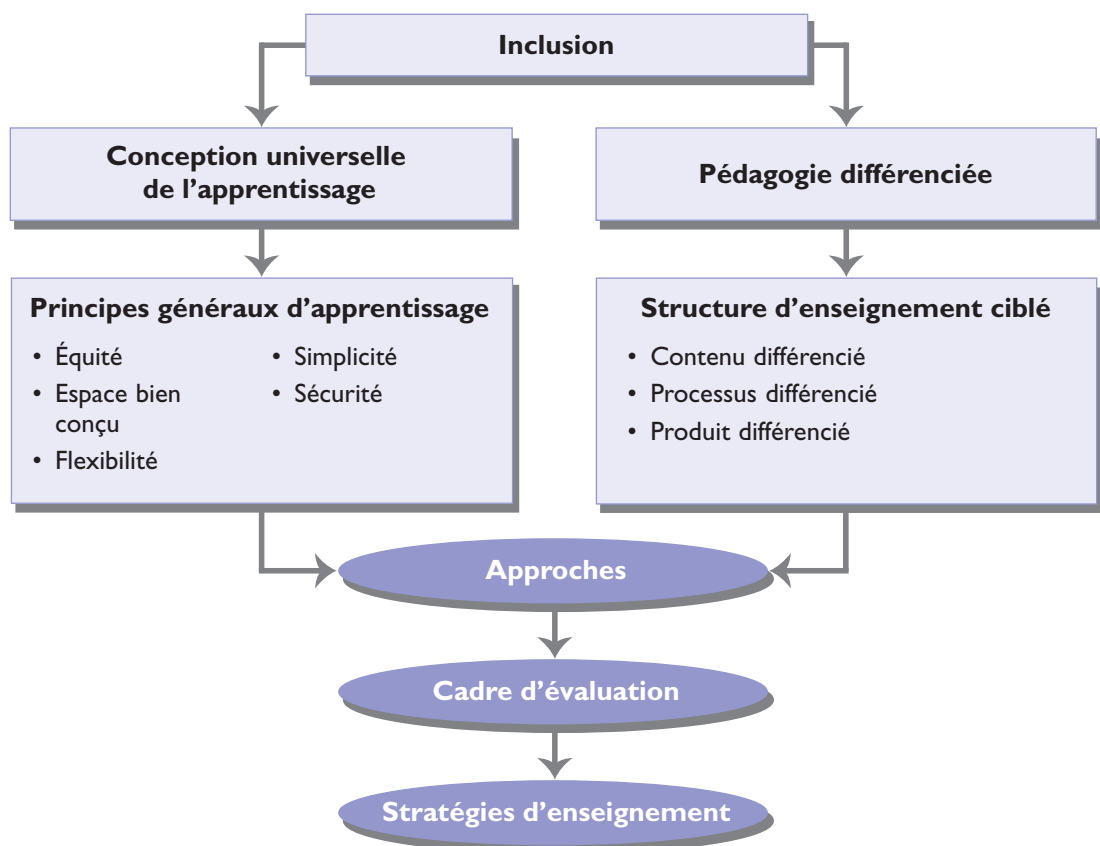 Inclusion
Conception universelle
de l’apprentissage
Pédagogie différenciée
Principes généraux d’apprentissage
• Équité
• Espace bien
conçu
• Flexibilité
• Simplicité
• Sécurité
Structure d’enseignement ciblé
• Contenu différencié
• Processus différencié
• Produit différencié
Approches
Cadre d’évaluation
Stratégies d’enseignement